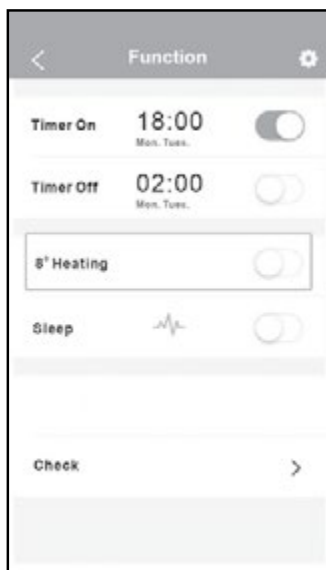 Function
Timer On 18:00
Mon. Tues.
Timer Off 02:00
Mon. Tues.
8° Heating
Sleep
Check